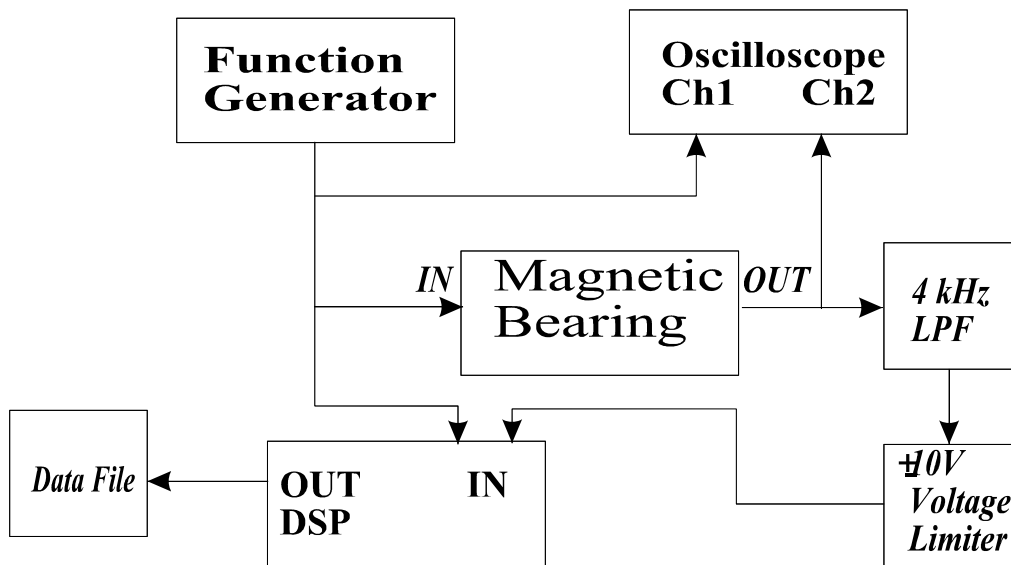 Function
Generator
Oscilloscope
Ch1 Ch2
IN
Magnetic
Bearing
OUT
4 kHz
LPF
Data File
OUT IN
DSP
±10V
Voltage
Limiter